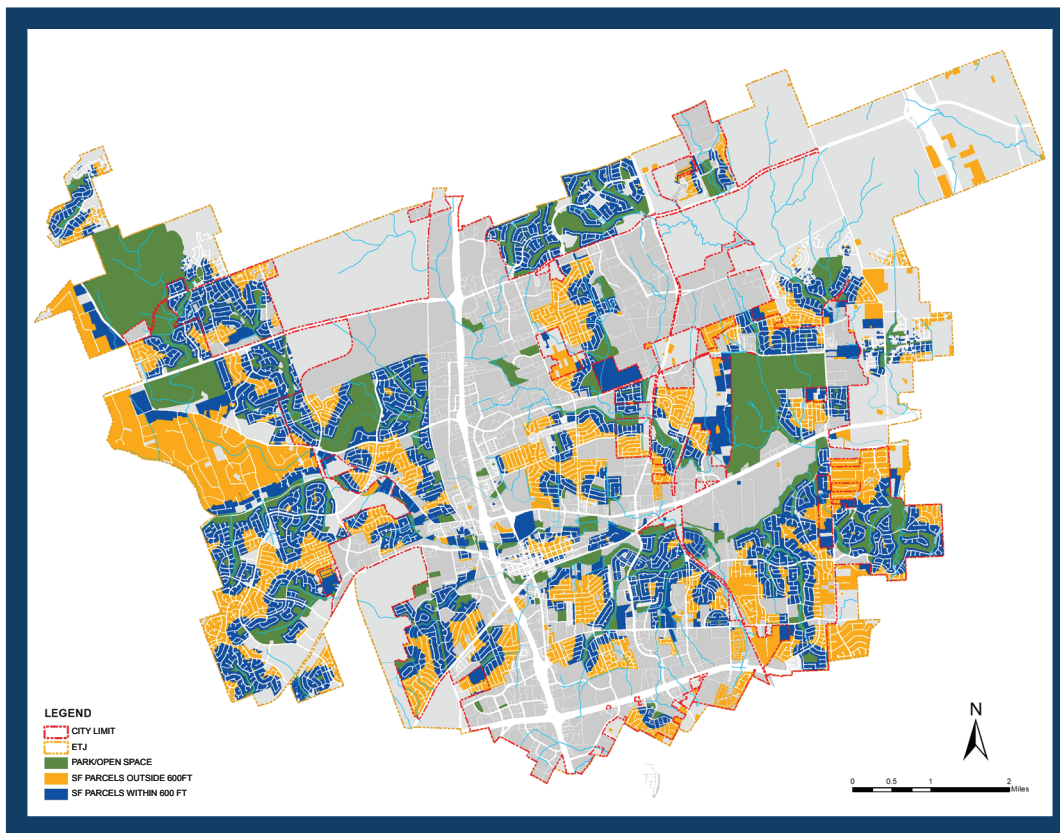 LEGEND
CITY LIMIT
ETJ
PARK/OPEN SPACE
SF PARCELS OUTSIDE 600FT
SF PARCELS WITHIN 600 FT
N
0 0.5 1 2
Miles